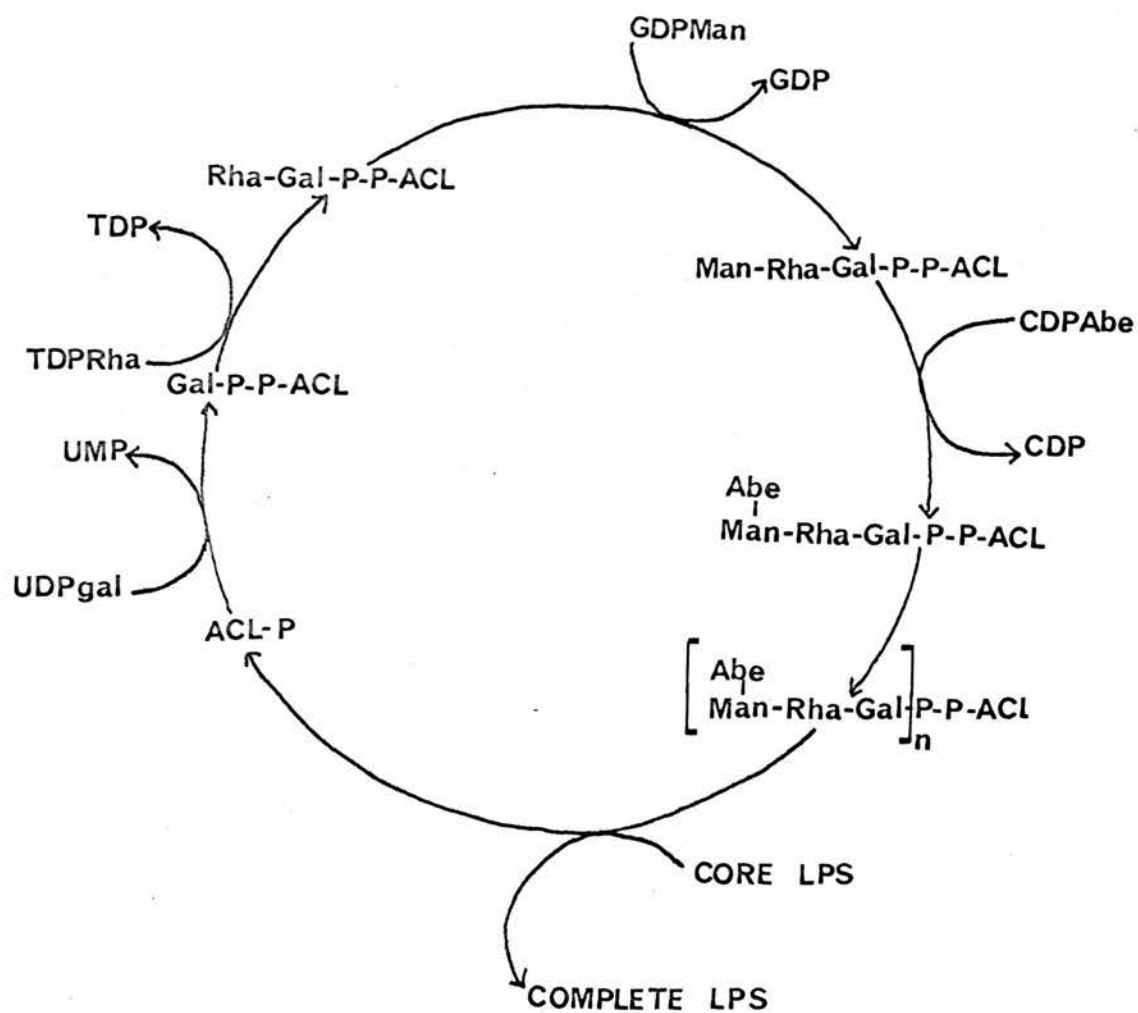 GDPMan
GDP
Rha-Gal-P-P-ACL
TDP
Man-Rha-Gal-P-P-ACL
CDPAbe
TDPRha
Gal-P-P-ACL
UMP
CDP
Abe
Man-Rha-Gal-P-P-ACL
UDPgal
ACL-P
Abe
[Man-Rha-Gal]P-P-ACL
n
CORE LPS
COMPLETE LPS